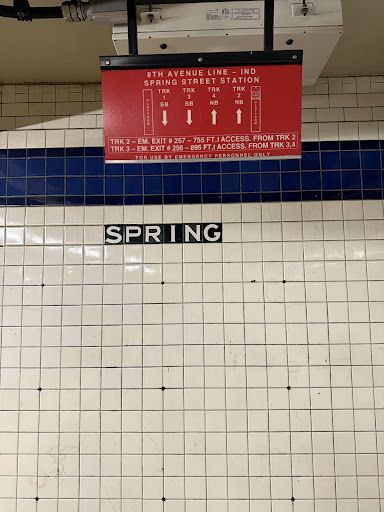 8TH AVENUE LINE – IND
SPRING STREET STATION
TRK TRK TRK TRK
1 3 4 2
SB SB NB NB
PLATFORM
TRK 2 – EM. EXIT # 257 – 755 FT.I ACCESS. FROM TRK 2
TRK 3 – EM. EXIT # 256 – 895 FT.I ACCESS. FROM TRK 3,4
FOR USE BY EMERGENCY PERSONNEL ONLY
SPRING